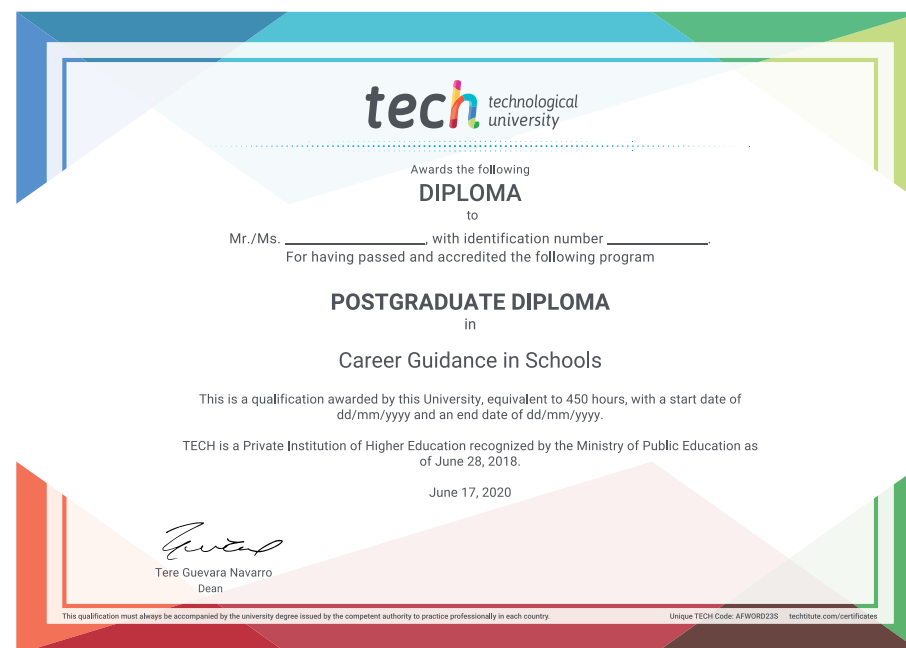 tech technological
university
Awards the following
DIPLOMA
to
Mr./Ms. ____________________, with identification number __________________.
For having passed and accredited the following program
POSTGRADUATE DIPLOMA
in
Career Guidance in Schools
This is a qualification awarded by this University, equivalent to 450 hours, with a start date of
dd/mm/yyyy and an end date of dd/mm/yyyy.
TECH is a Private Institution of Higher Education recognized by the Ministry of Public Education as
of June 28, 2018.
June 17, 2020
Tere Guevara Navarro
Dean
This qualification must always be accompanied by the university degree issued by the competent authority to practice professionally in each country. Unique TECH Code: AFWORD23S techtitute.com/certificates